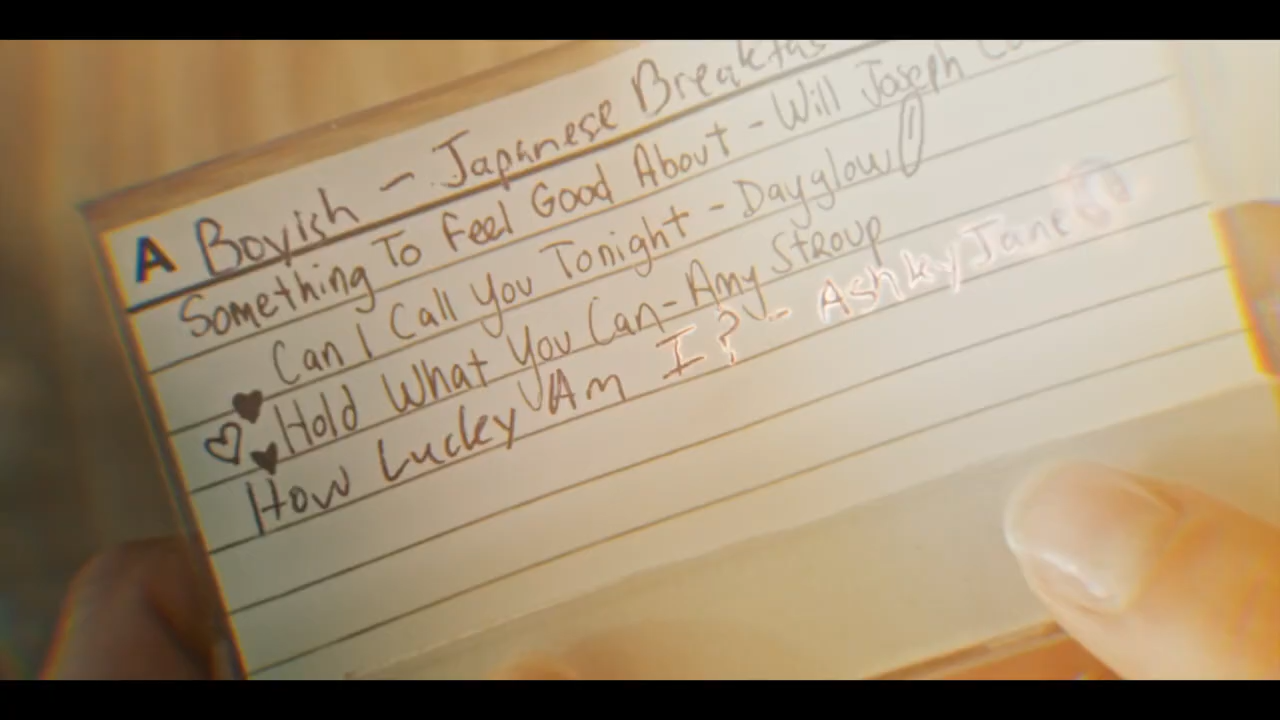 A Boyish - Japanese Breakfas
Something To Feel Good About - Will Joseph Co
Can I Call You Tonight - Dayglow
Hold What You Can - Amy Stroup
How Lucky Am I? - Ashley Jane